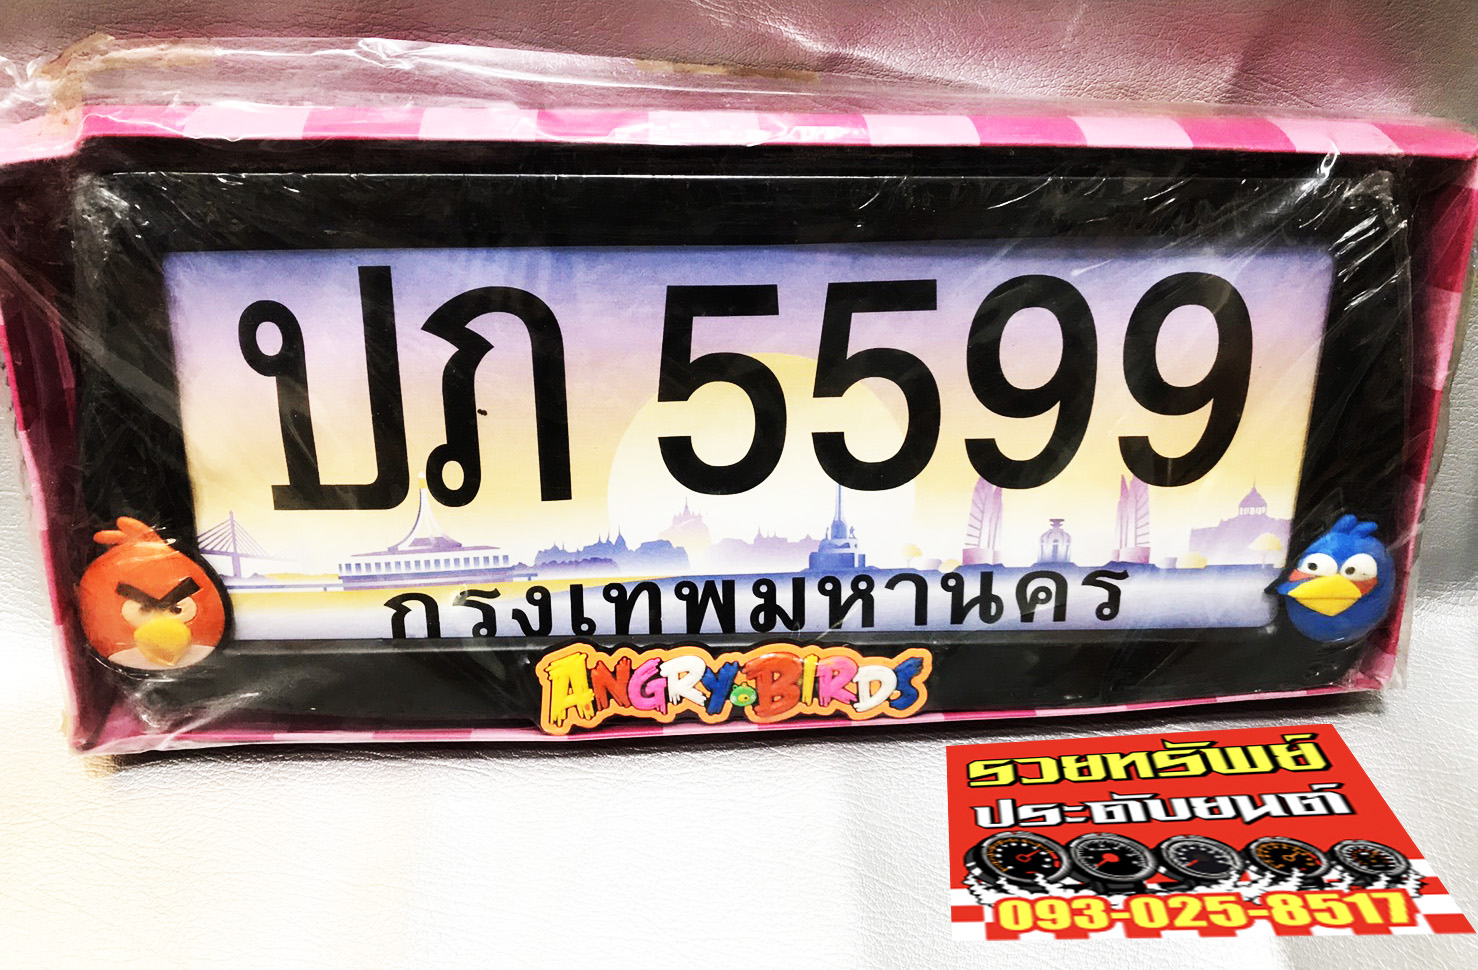 ปภ 5599
กรุงเทพมหานคร
ANGRY BIRDS
รวยทรัพย์
ประดับยนต์
093-025-8517